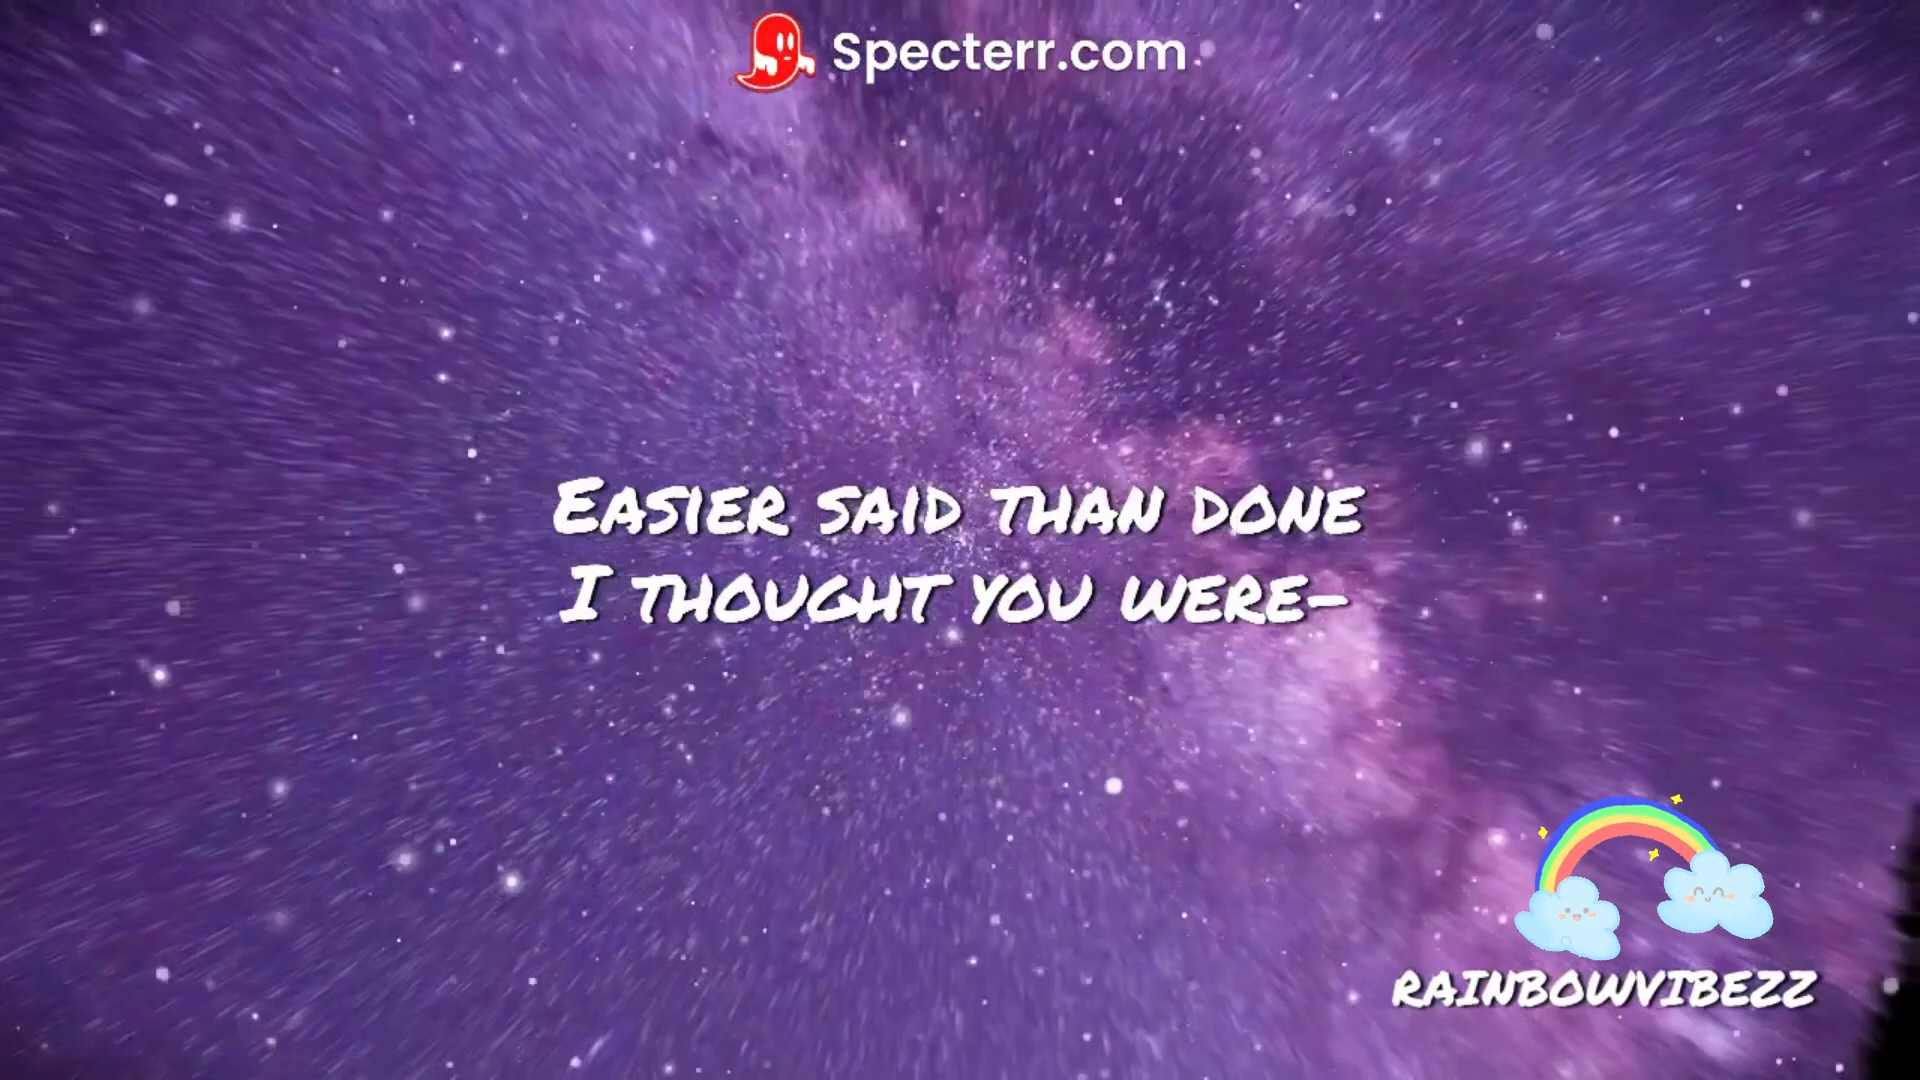 Specterr.com
Easier said than done
I thought you were-
RAINBOWVIBEZZ